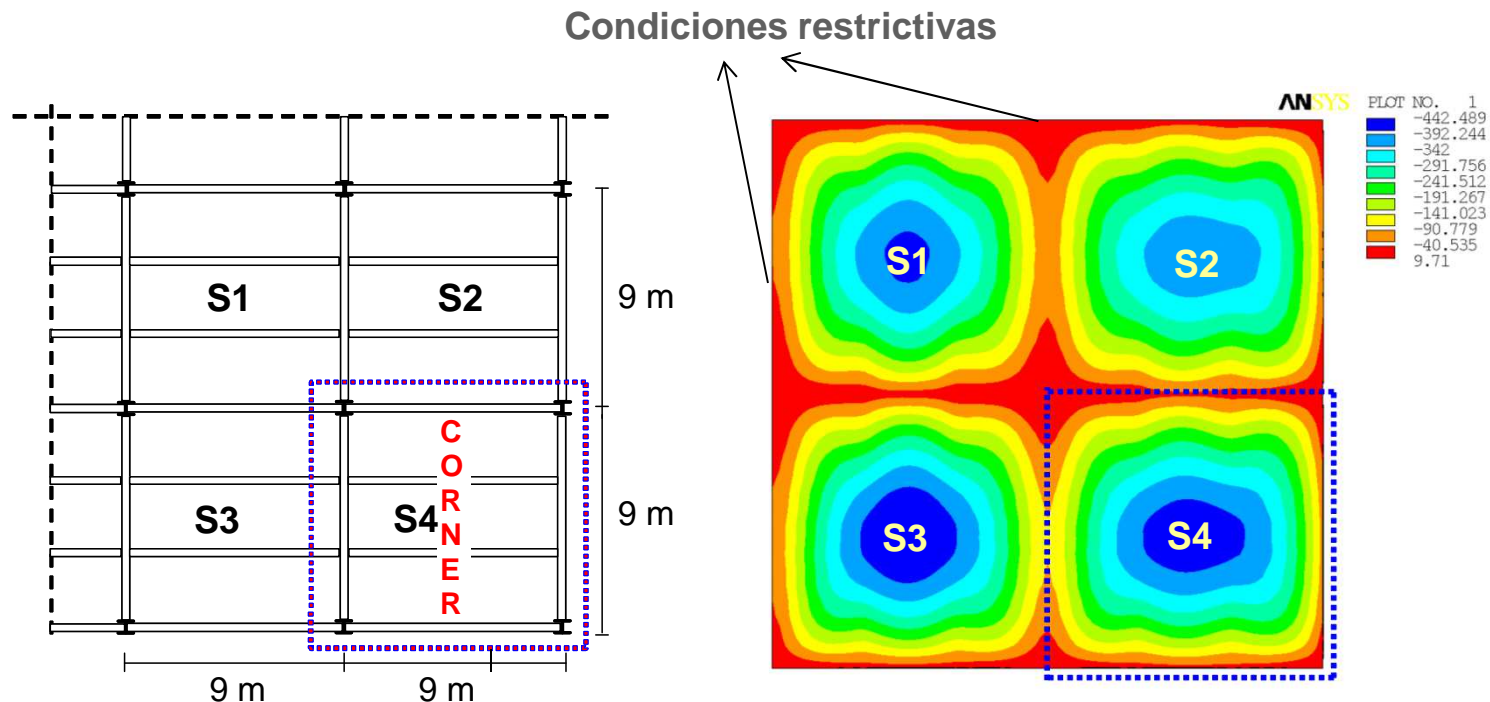 Condiciones restrictivas
ANSYS
PLOT NO. 1
-442.489
-392.244
-342
-291.756
-241.512
-191.267
-141.023
-90.779
-40.535
9.71
S1
S2
9 m
S3
S4
CORNER
9 m
9 m
9 m
S1
S2
S3
S4